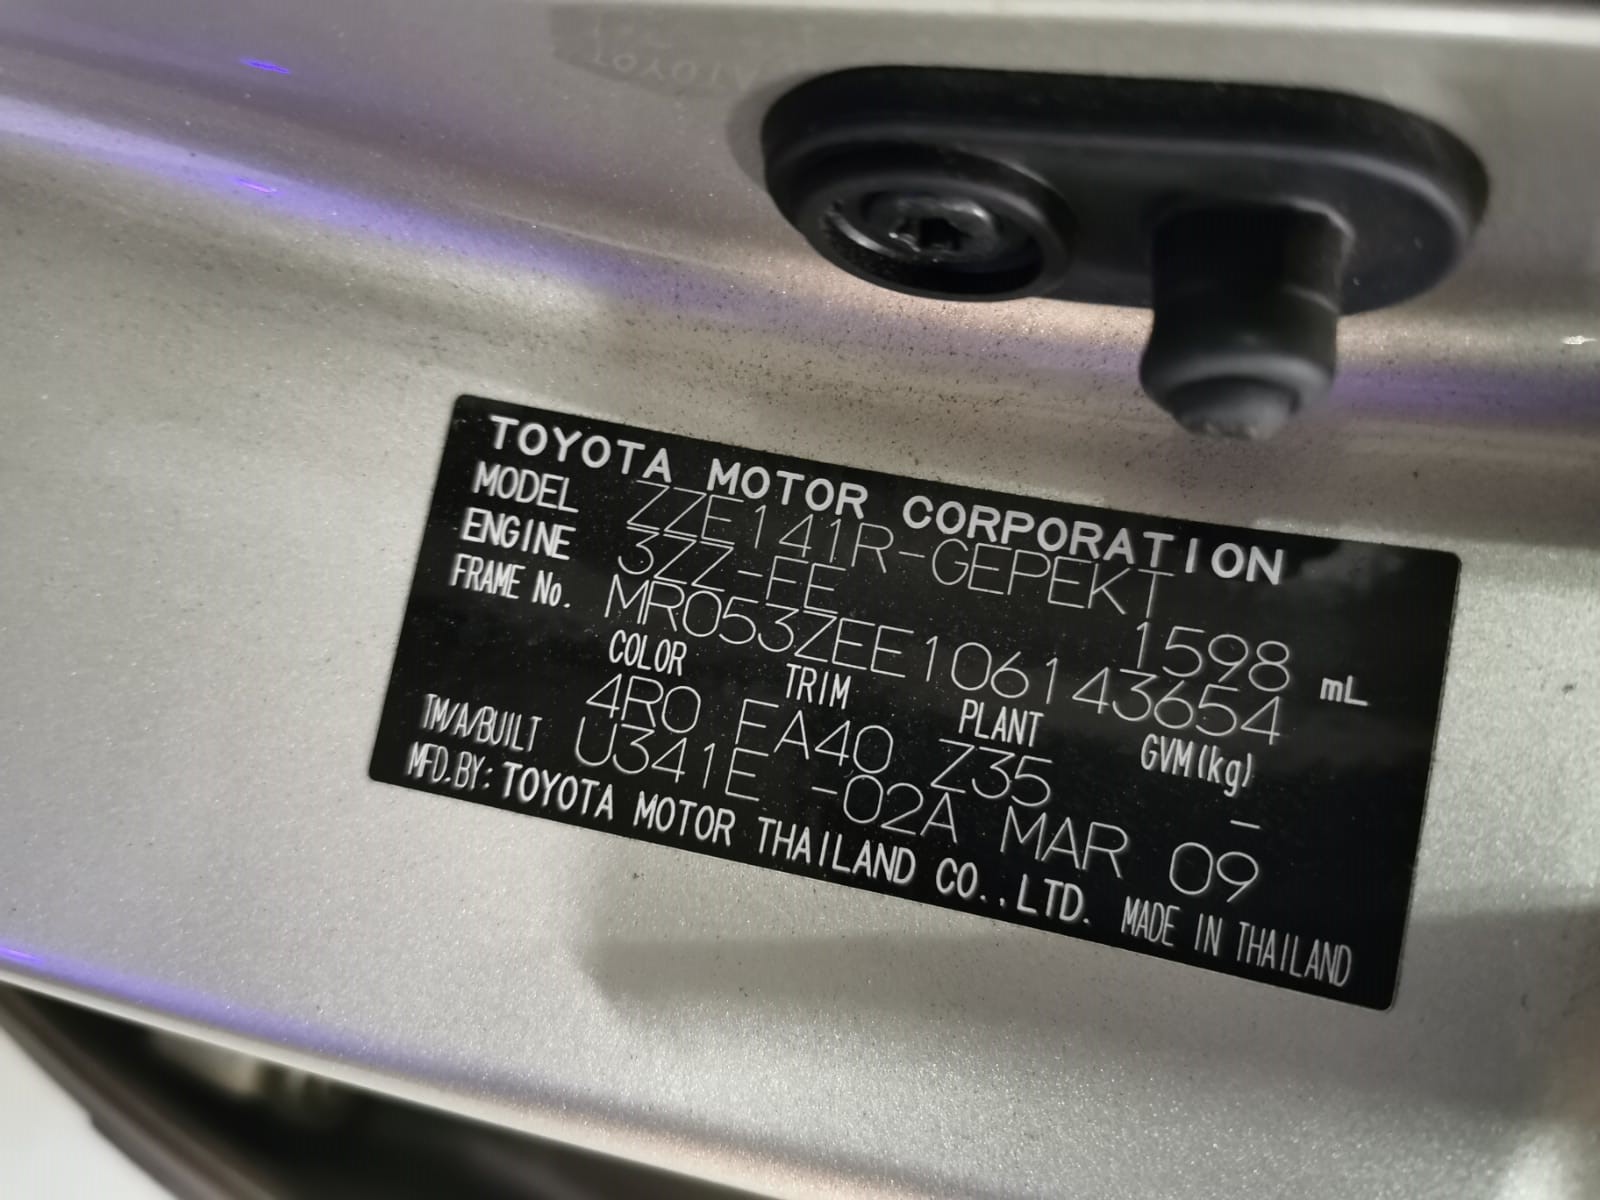 TOYOTA MOTOR CORPORATION
MODEL ZZE141R-GEPEKT
ENGINE 3ZZ-FE 1598 mL
FRAME No. MR053ZEE106143654
COLOR TRIM PLANT GVM(kg)
4R0 FA40 Z35 –
TM/A/BUILT U341E -02A MAR 09
MFD.BY: TOYOTA MOTOR THAILAND CO.,LTD. MADE IN THAILAND